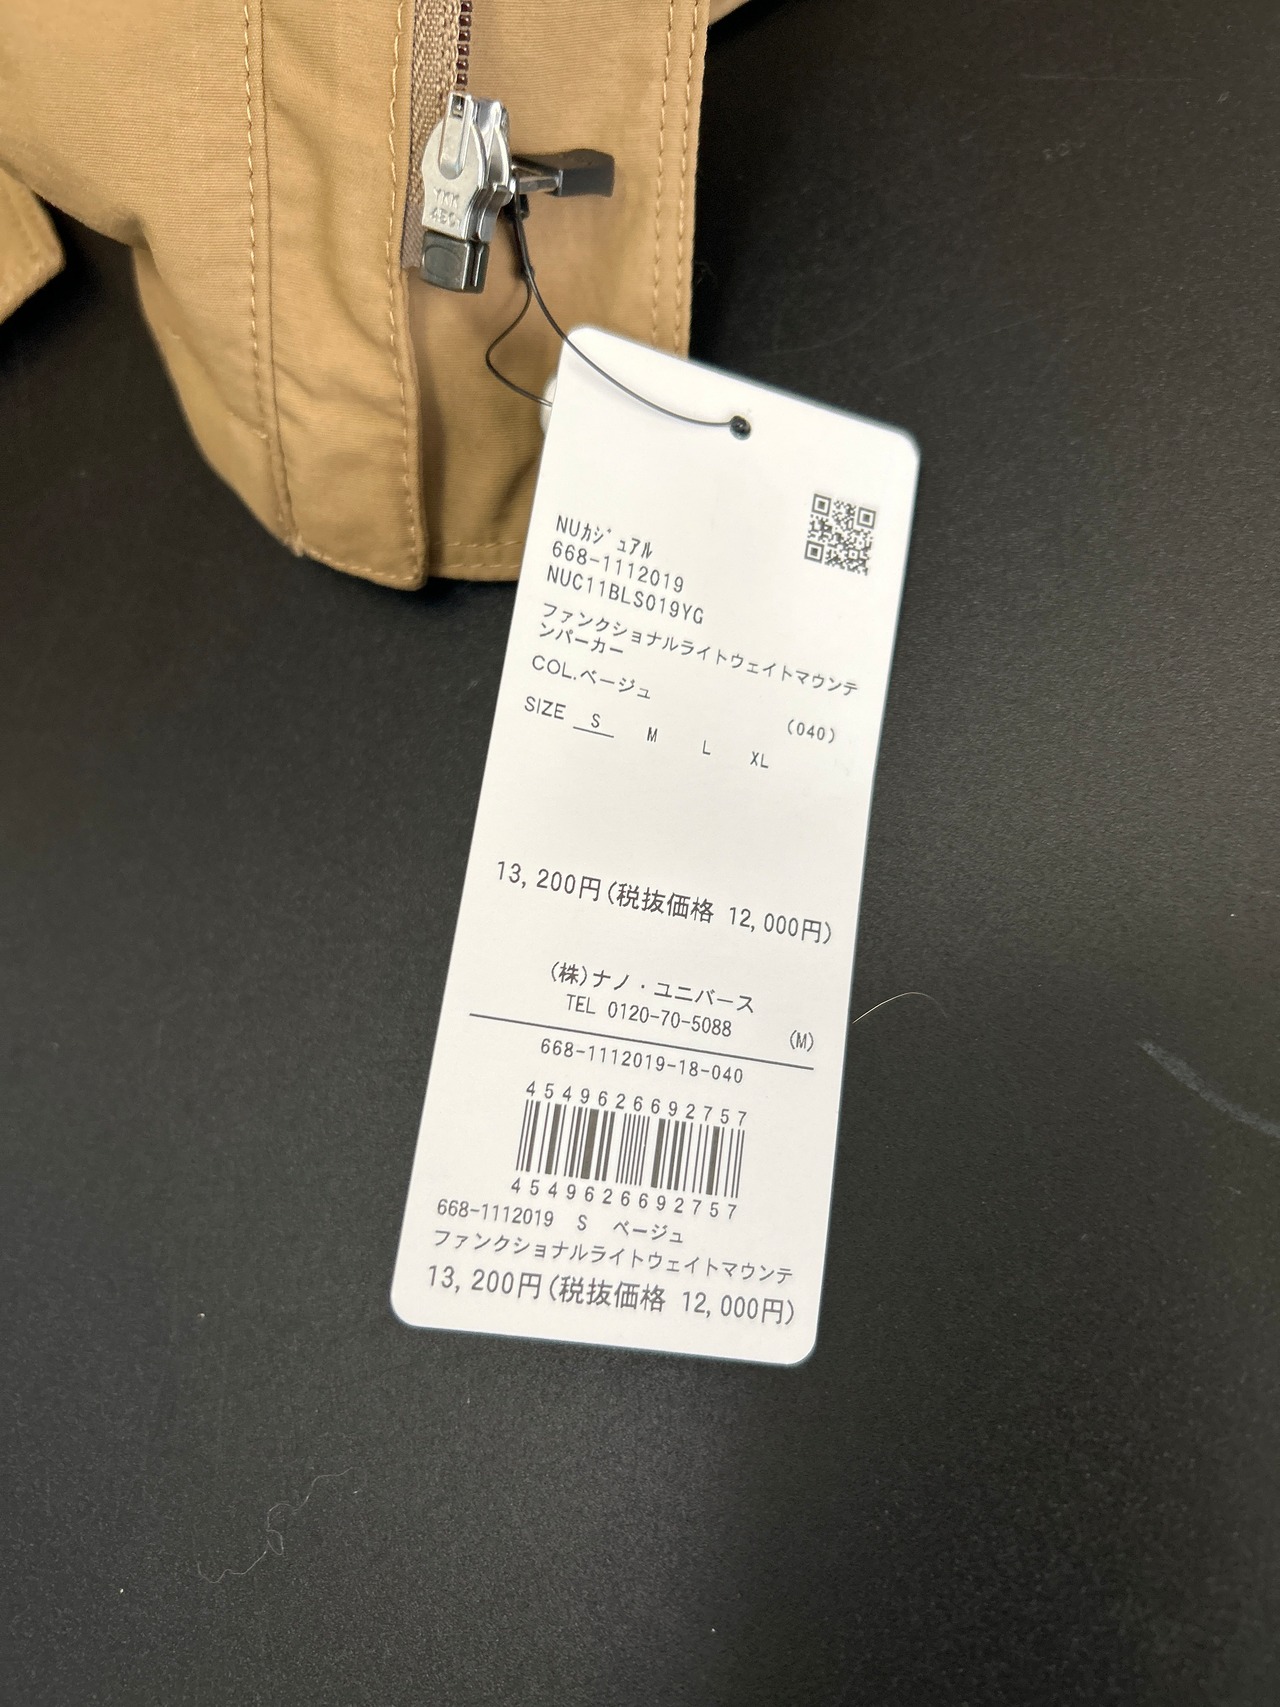 YKK
NUカジュアル
668-1112019
NUC11BLS019YG
ファンクショナルライトウェイトマウンテ
ンパーカー
COL.ベージュ (040)
SIZE S M L XL
13,200円(税抜価格 12,000円)
(株)ナノ・ユニバース
TEL 0120-70-5088
(M)
668-1112019-18-040
4549626692757
4549626692757
668-1112019 S ベージュ
ファンクショナルライトウェイトマウンテ
13,200円(税抜価格 12,000円)